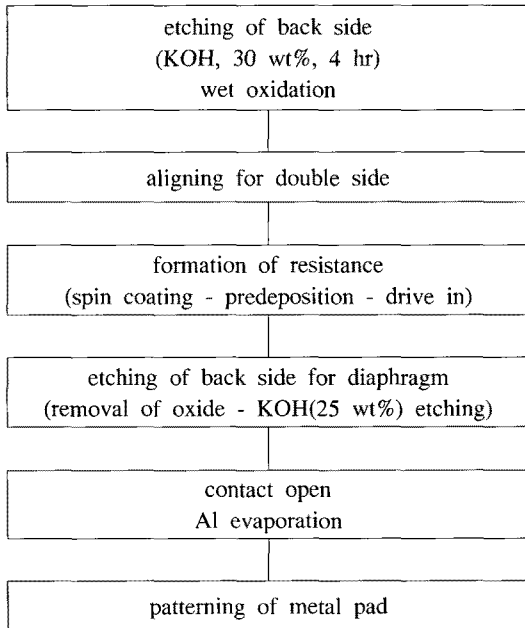 etching of back side
(KOH, 30 wt%, 4 hr)
wet oxidation
aligning for double side
formation of resistance
(spin coating - predeposition - drive in)
etching of back side for diaphragm
(removal of oxide - KOH(25 wt%) etching)
contact open
Al evaporation
patterning of metal pad